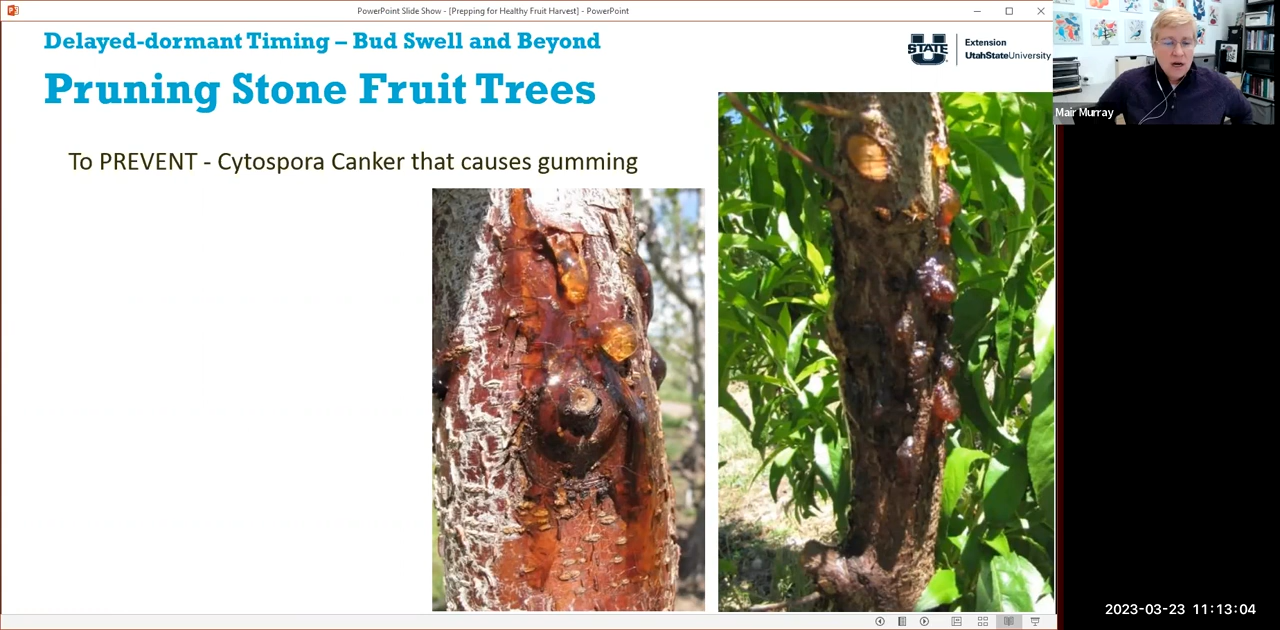 PowerPoint Slide Show - [Prepping for Healthy Fruit Harvest] - PowerPoint
Delayed-dormant Timing – Bud Swell and Beyond
Pruning Stone Fruit Trees
U
STATE
Extension
UtahStateUniversity
To PREVENT - Cytospora Canker that causes gumming
Mair Murray
2023-03-23 11:13:04